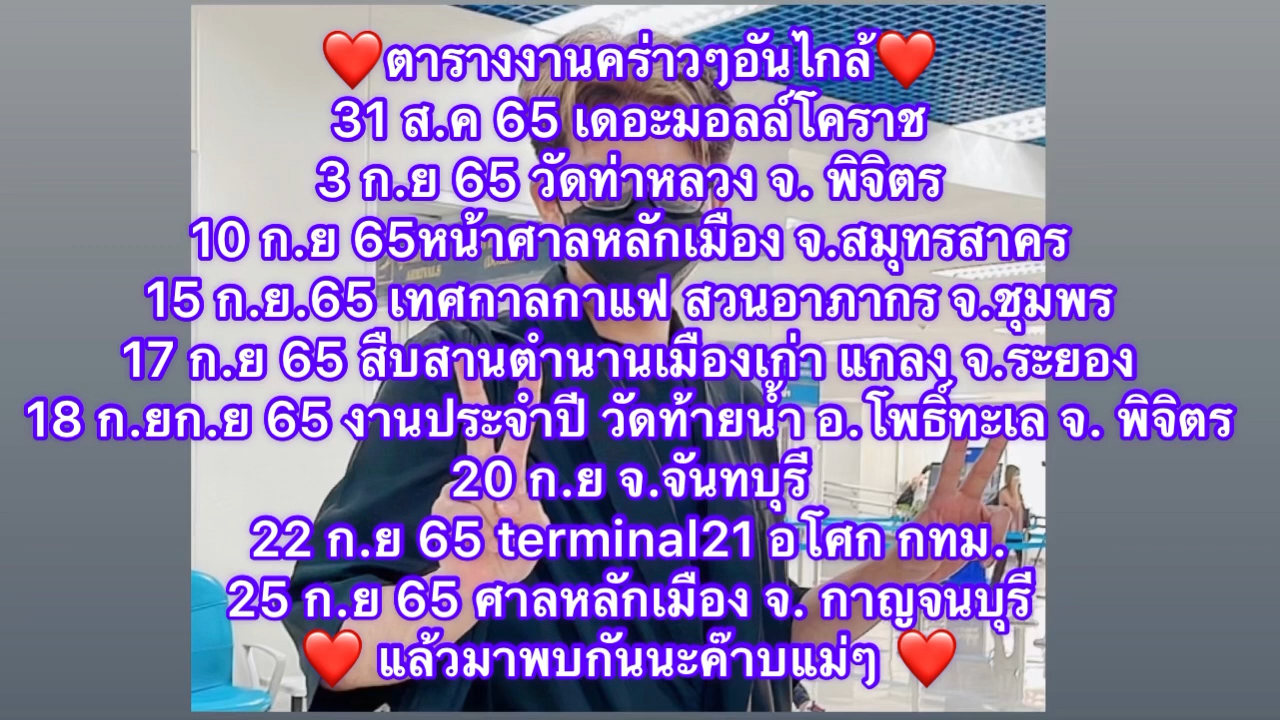 ❤️ตารางงานคร่าวๆอันไกล้❤️
31 ส.ค 65 เดอะมอลล์โคราช
3 ก.ย 65 วัดท่าหลวง จ. พิจิตร
10 ก.ย 65หน้าศาลหลักเมือง จ.สมุทรสาคร
15 ก.ย.65 เทศกาลกาแฟ สวนอาภากร จ.ชุมพร
17 ก.ย 65 สืบสานตำนานเมืองเก่า แกลง จ.ระยอง
18 ก.ยก.ย 65 งานประจำปี วัดท้ายน้ำ อ.โพธิ์ทะเล จ. พิจิตร
20 ก.ย จ.จันทบุรี
22 ก.ย 65 terminal21 อโศก กทม.
25 ก.ย 65 ศาลหลักเมือง จ. กาญจนบุรี
❤️ แล้วมาพบกันนะค๊าบแม่ๆ ❤️
ARRIVALS